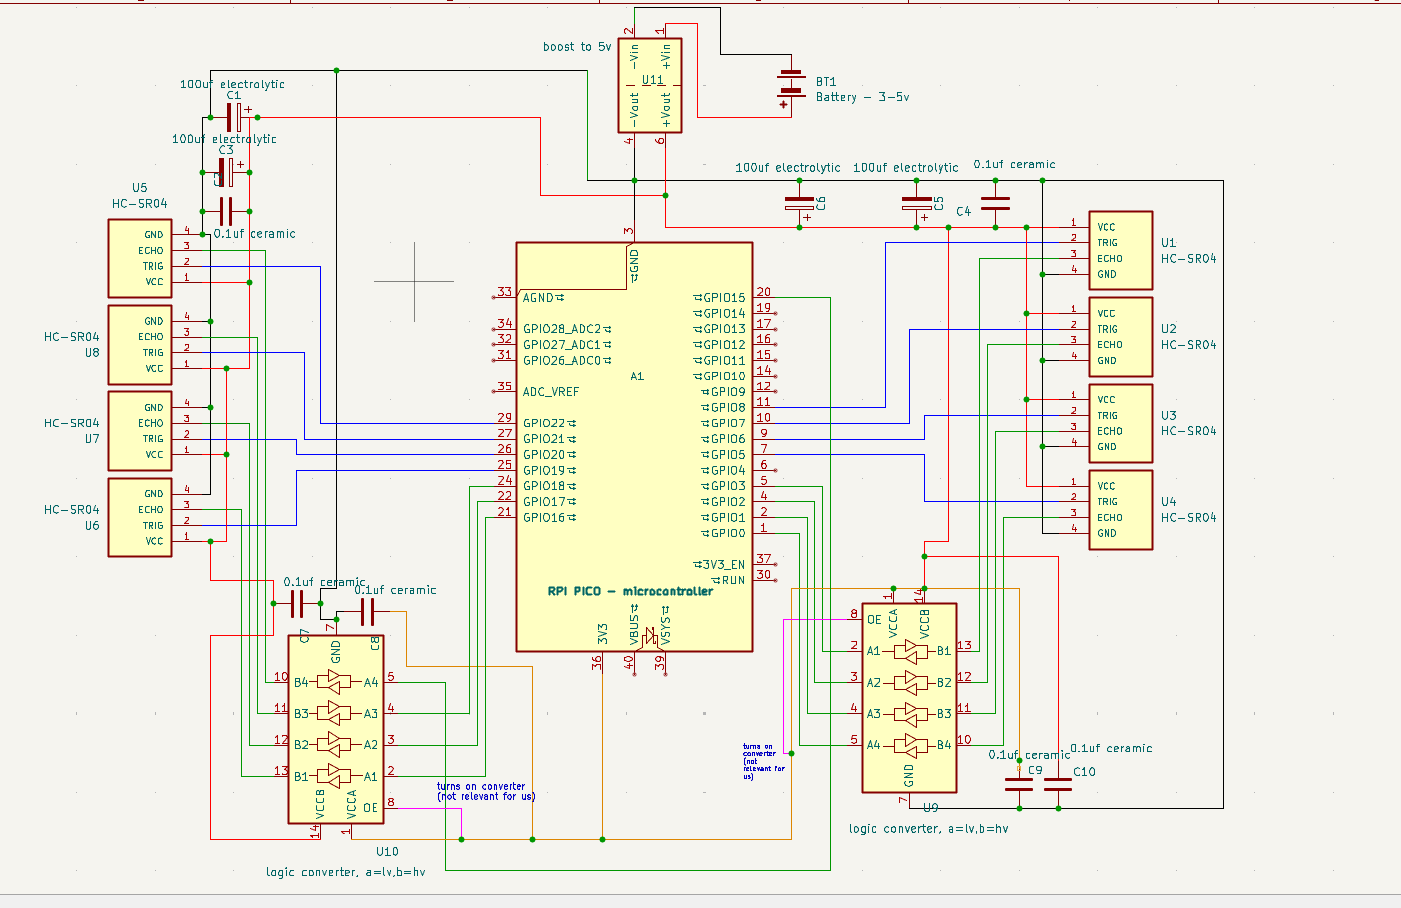 boost to 5v
2
1
-Vin
+Vin
U11
-Vout
+Vout
4
6
BT1
Battery - 3-5v
100uf electrolytic
C1
100uf electrolytic
C3
0.1uf ceramic
100uf electrolytic
C6
100uf electrolytic
C5
0.1uf ceramic
C4
U5
HC-SR04
GND 4
ECHO 3
TRIG 2
VCC 1
HC-SR04
U8
GND 4
ECHO 3
TRIG 2
VCC 1
HC-SR04
U7
GND 4
ECHO 3
TRIG 2
VCC 1
HC-SR04
U6
GND 4
ECHO 3
TRIG 2
VCC 1
3
GND
33 AGND
34 GPIO28_ADC2
32 GPIO27_ADC1
31 GPIO26_ADC0
A1
35 ADC_VREF
29 GPIO22
27 GPIO21
26 GPIO20
25 GPIO19
24 GPIO18
22 GPIO17
21 GPIO16
GPIO15 20
GPIO14 19
GPIO13 17
GPIO12 16
GPIO11 15
GPIO10 14
GPIO9 12
GPIO8 11
GPIO7 10
GPIO6 9
GPIO5 7
GPIO4 6
GPIO3 5
GPIO2 4
GPIO1 2
GPIO0 1
3V3_EN 37
RUN 30
RPI PICO - microcontroller
3V3
VBUS
VSYS
36
40
39
1 VCC
2 TRIG
3 ECHO
4 GND
U1
HC-SR04
1 VCC
2 TRIG
3 ECHO
4 GND
U2
HC-SR04
1 VCC
2 TRIG
3 ECHO
4 GND
U3
HC-SR04
1 VCC
2 TRIG
3 ECHO
4 GND
U4
HC-SR04
0.1uf ceramic
C7
0.1uf ceramic
C8
7
GND
10 B4 A4 5
11 B3 A3 4
12 B2 A2 3
13 B1 A1 2
VCCB
VCCA
OE 8
14
1
U10
logic converter, a=lv,b=hv
turns on converter
(not relevant for us)
turns on
converter
(not
relevant for
us)
1
14
8 OE
VCCA
VCCB
2 A1 B1 13
3 A2 B2 12
4 A3 B3 11
5 A4 B4 10
GND
7
U9
logic converter, a=lv,b=hv
0.1uf ceramic
C9
0.1uf ceramic
C10